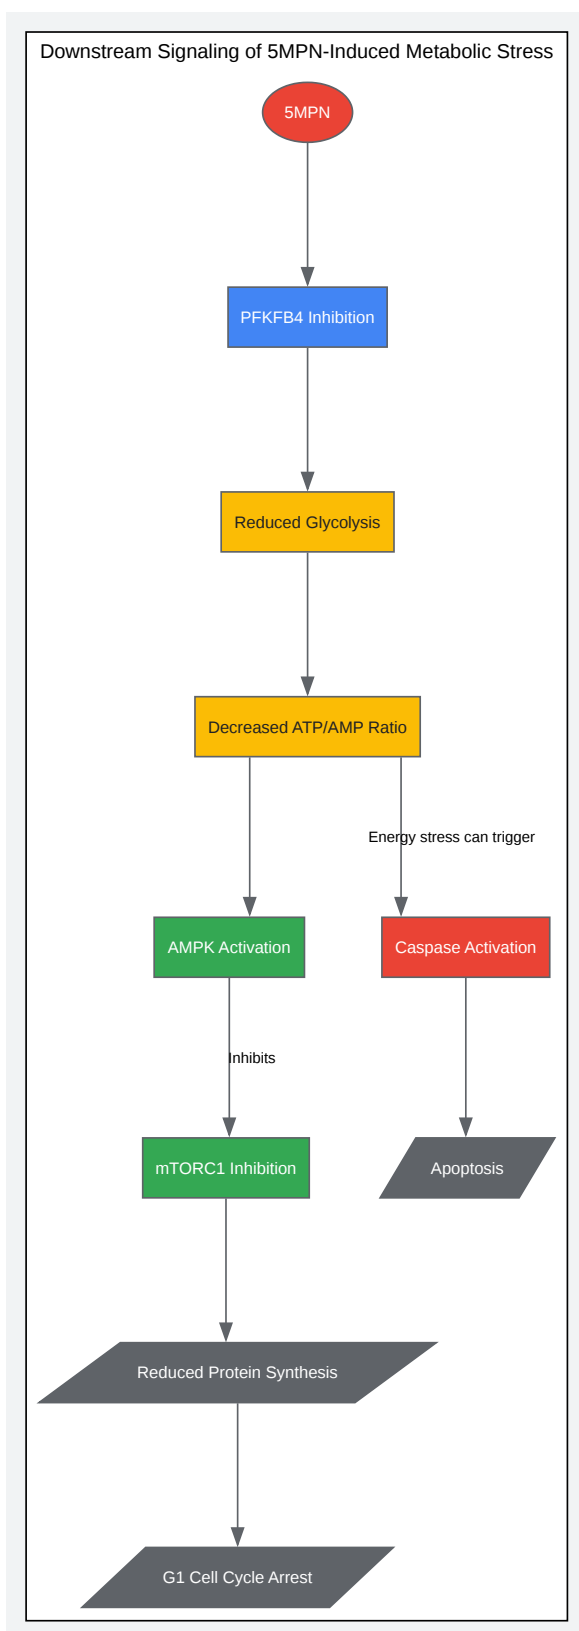 Downstream Signaling of 5MPN-Induced Metabolic Stress
5MPN
PFKFB4 Inhibition
Reduced Glycolysis
Decreased ATP/AMP Ratio
Energy stress can trigger
AMPK Activation
Caspase Activation
Inhibits
mTORC1 Inhibition
Apoptosis
Reduced Protein Synthesis
G1 Cell Cycle Arrest